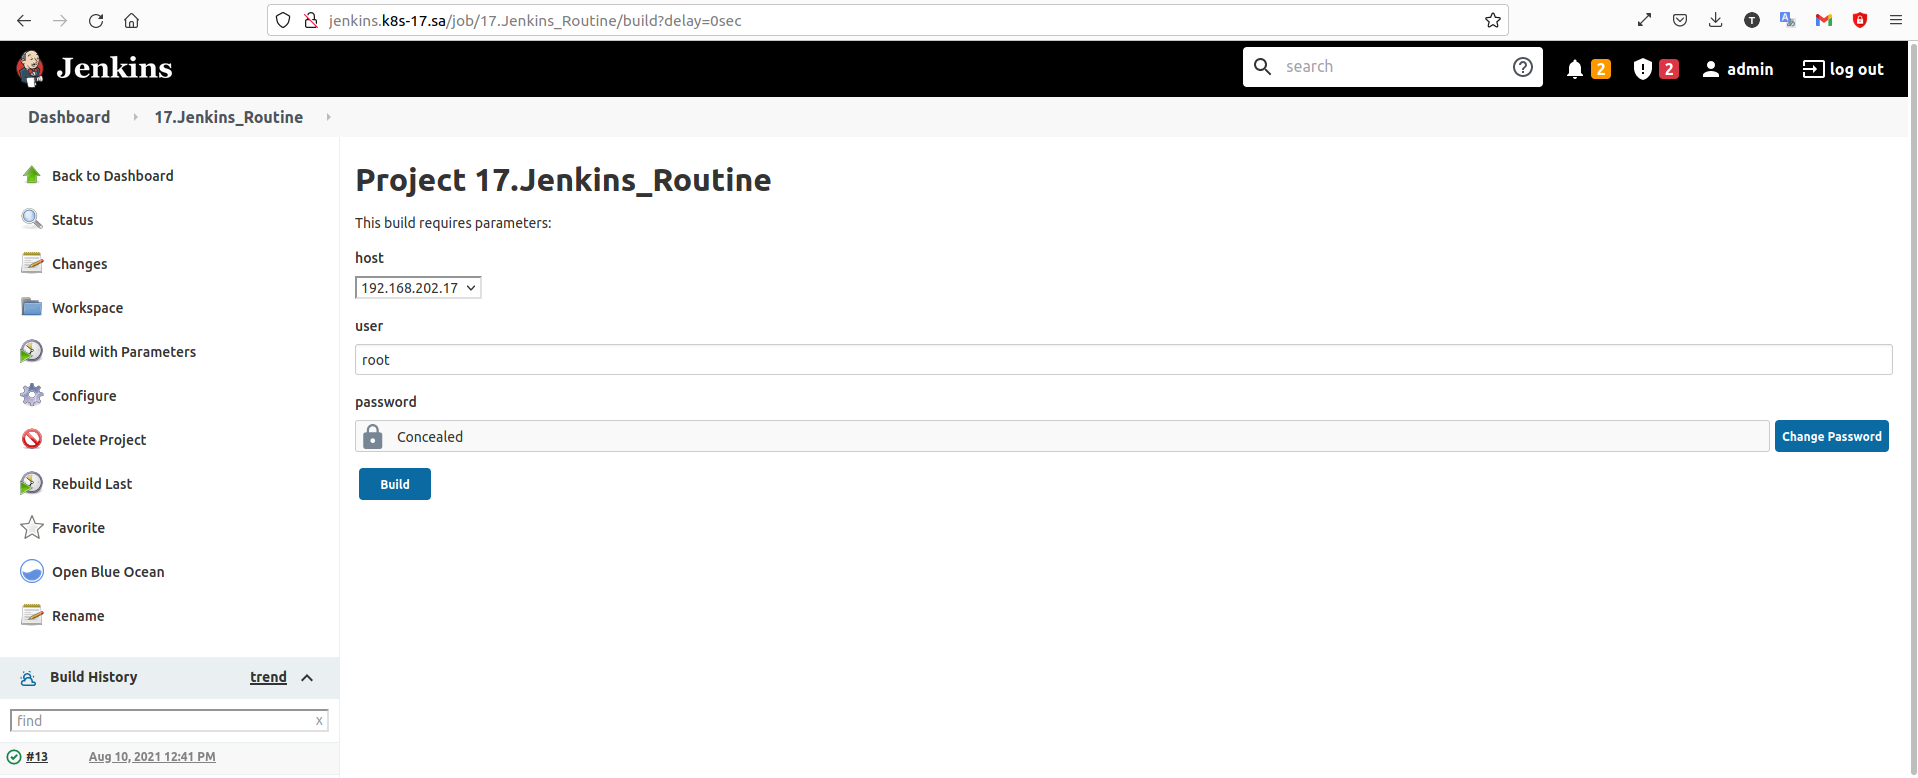 jenkins.k8s-17.sa/job/17.Jenkins_Routine/build?delay=0sec
Jenkins
search
2
2
admin
log out
Dashboard
17.Jenkins_Routine
Back to Dashboard
Status
Changes
Workspace
Build with Parameters
Configure
Delete Project
Rebuild Last
Favorite
Open Blue Ocean
Rename
Build History trend
find x
#13 Aug 10, 2021 12:41 PM
Project 17.Jenkins_Routine
This build requires parameters:
host
192.168.202.17
user
root
password
Concealed
Change Password
Build